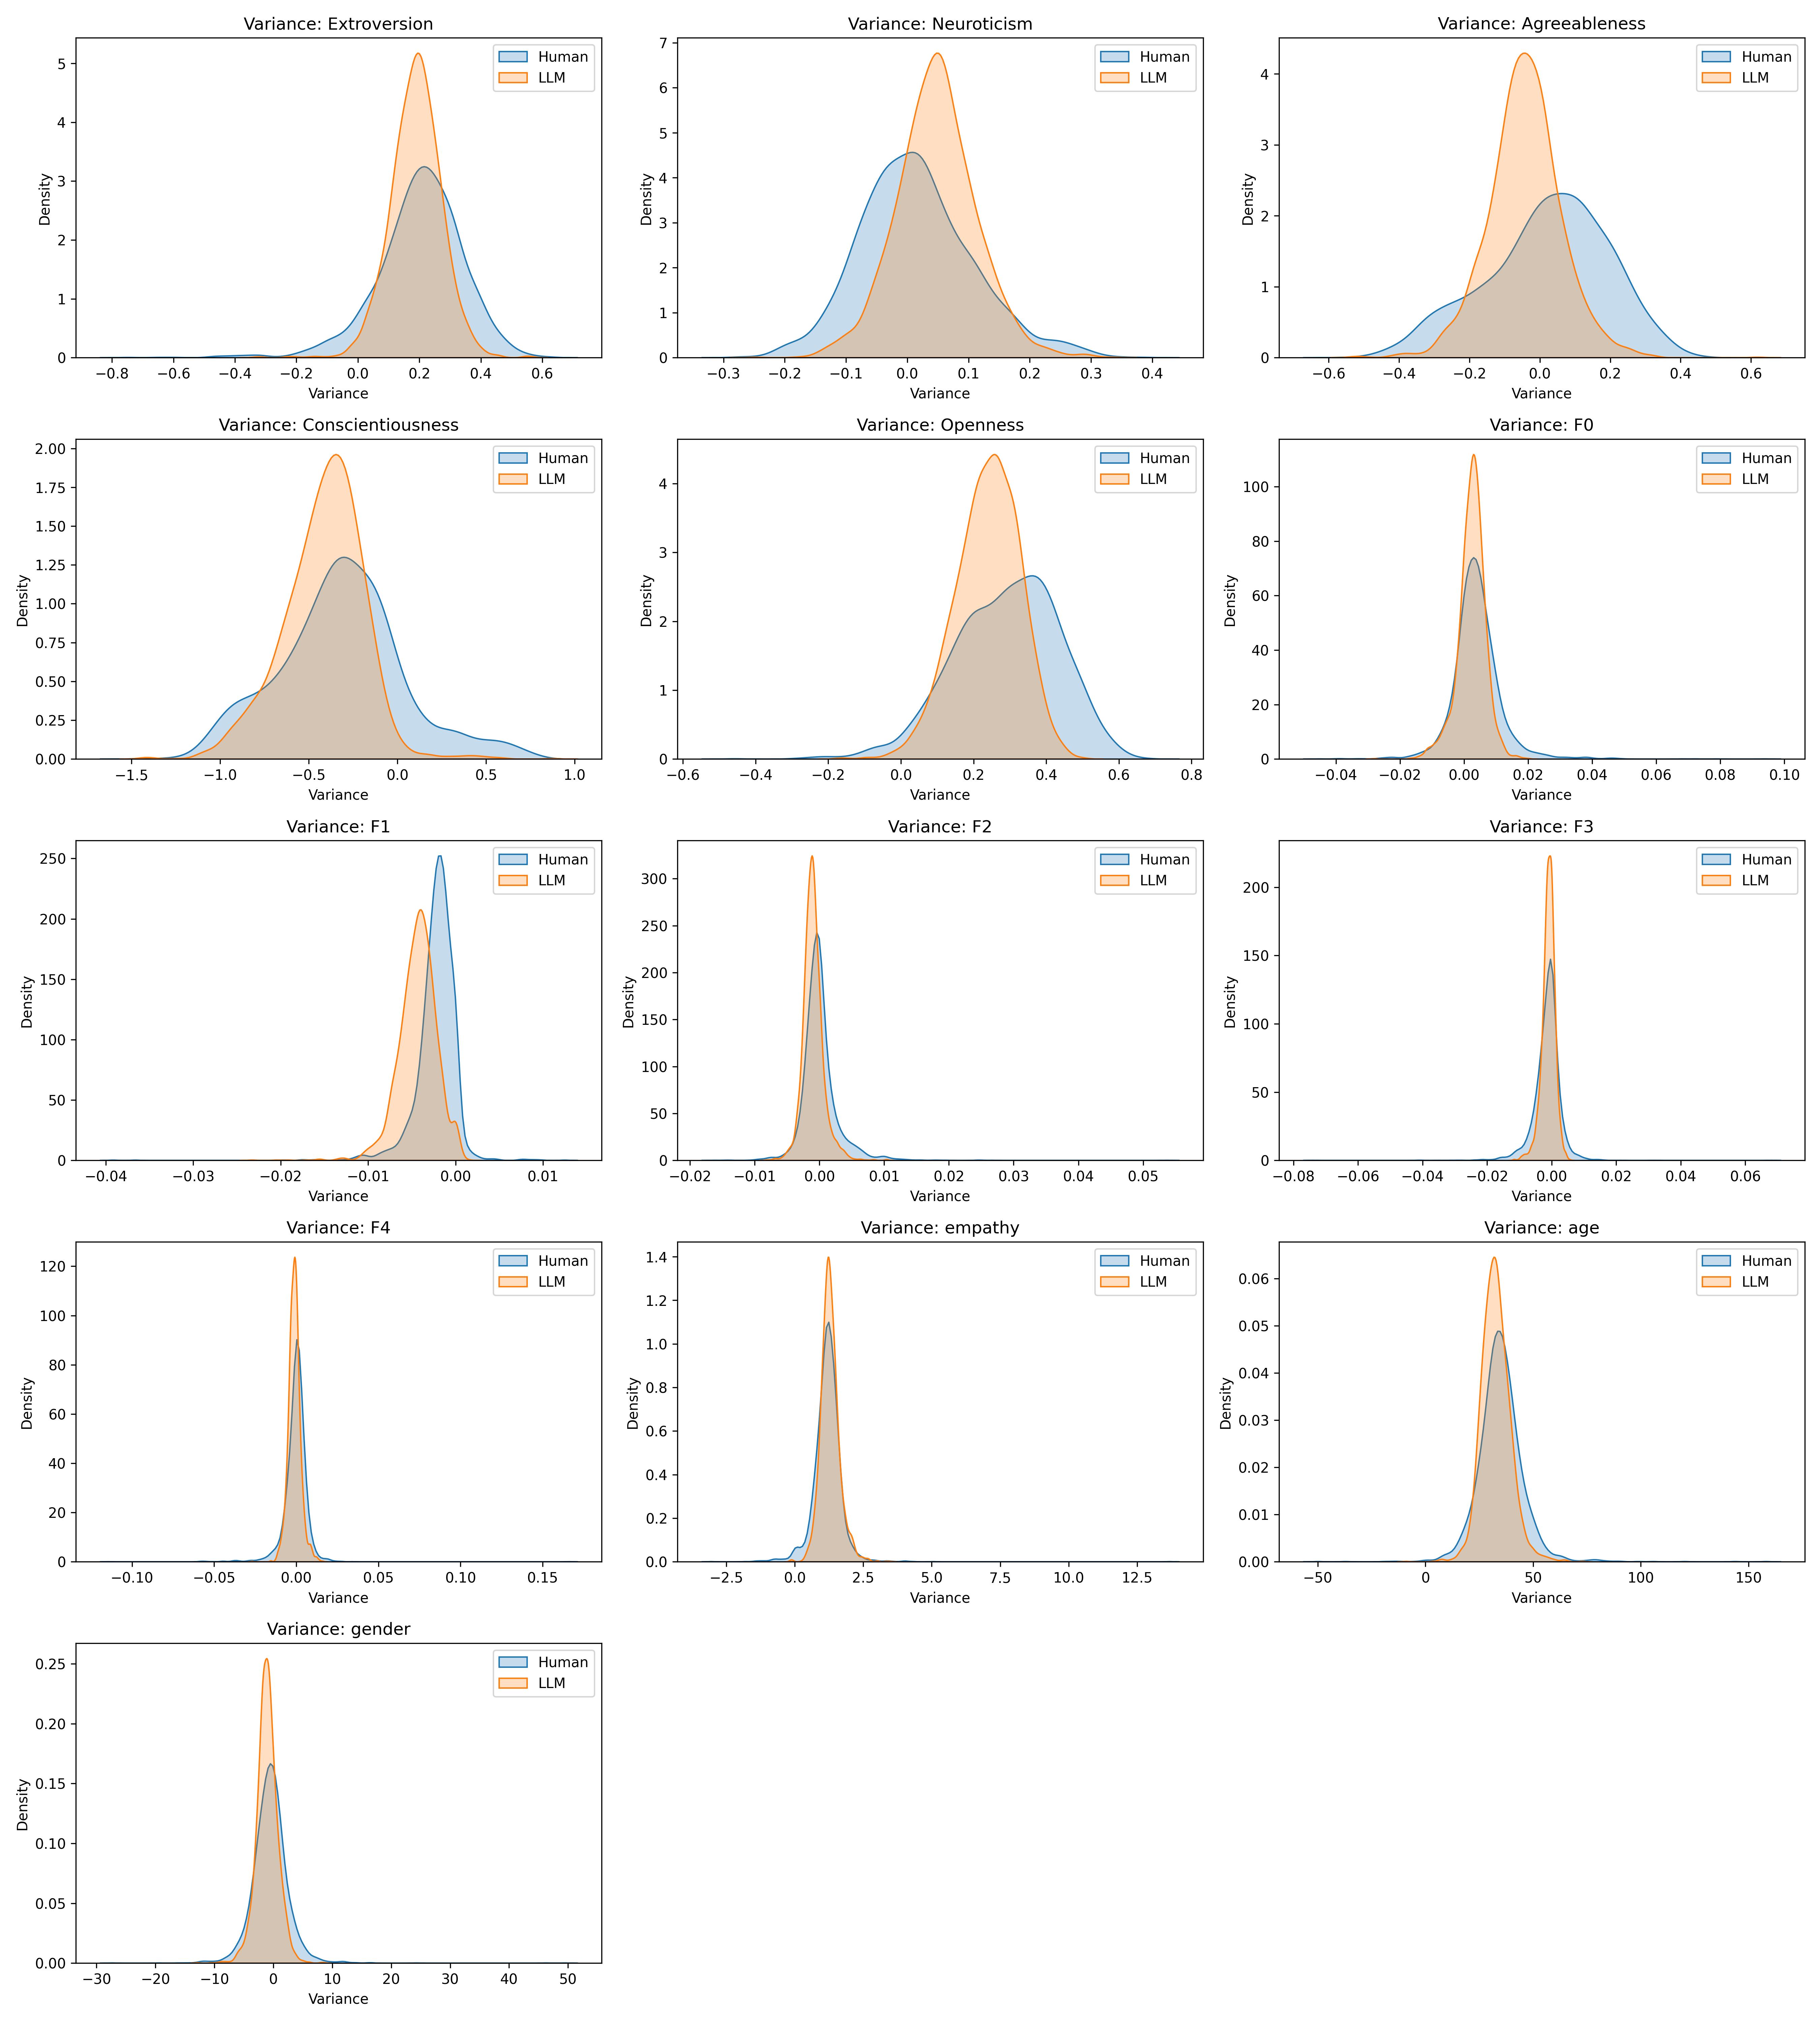 Variance: Extroversion
Density
5
4
3
2
1
0
−0.8 −0.6 −0.4 −0.2 0.0 0.2 0.4 0.6
Variance
Human
LLM
Variance: Neuroticism
Density
7
6
5
4
3
2
1
0
−0.3 −0.2 −0.1 0.0 0.1 0.2 0.3 0.4
Variance
Human
LLM
Variance: Agreeableness
Density
4
3
2
1
0
−0.6 −0.4 −0.2 0.0 0.2 0.4 0.6
Variance
Human
LLM
Variance: Conscientiousness
Density
2.00
1.75
1.50
1.25
1.00
0.75
0.50
0.25
0.00
−1.5 −1.0 −0.5 0.0 0.5 1.0
Variance
Human
LLM
Variance: Openness
Density
4
3
2
1
0
−0.6 −0.4 −0.2 0.0 0.2 0.4 0.6 0.8
Variance
Human
LLM
Variance: F0
Density
100
80
60
40
20
0
−0.04 −0.02 0.00 0.02 0.04 0.06 0.08 0.10
Variance
Human
LLM
Variance: F1
Density
250
200
150
100
50
0
−0.04 −0.03 −0.02 −0.01 0.00 0.01
Variance
Human
LLM
Variance: F2
Density
300
250
200
150
100
50
0
−0.02 −0.01 0.00 0.01 0.02 0.03 0.04 0.05
Variance
Human
LLM
Variance: F3
Density
200
150
100
50
0
−0.08 −0.06 −0.04 −0.02 0.00 0.02 0.04 0.06
Variance
Human
LLM
Variance: F4
Density
120
100
80
60
40
20
0
−0.10 −0.05 0.00 0.05 0.10 0.15
Variance
Human
LLM
Variance: empathy
Density
1.4
1.2
1.0
0.8
0.6
0.4
0.2
0.0
−2.5 0.0 2.5 5.0 7.5 10.0 12.5
Variance
Human
LLM
Variance: age
Density
0.06
0.05
0.04
0.03
0.02
0.01
0.00
−50 0 50 100 150
Variance
Human
LLM
Variance: gender
Density
0.25
0.20
0.15
0.10
0.05
0.00
−30 −20 −10 0 10 20 30 40 50
Variance
Human
LLM